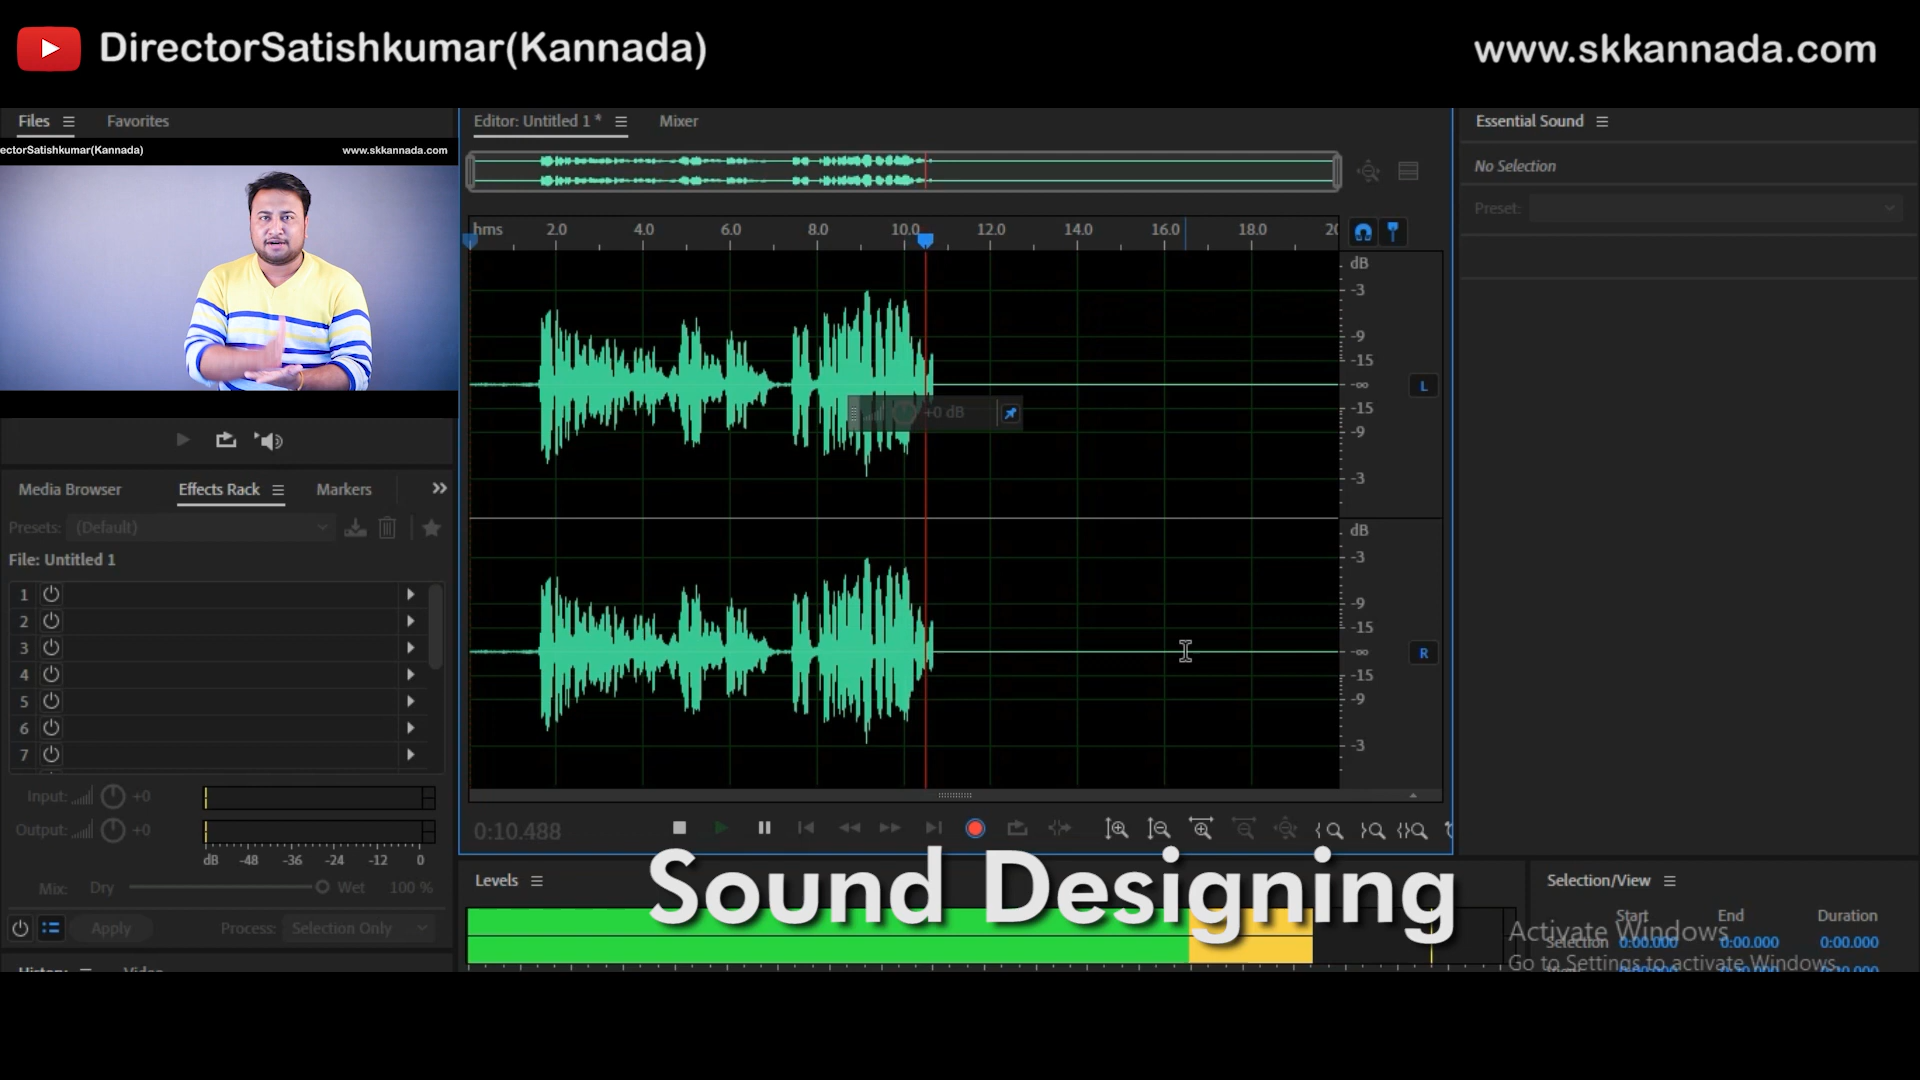 DirectorSatishkumar(Kannada)
www.skkannada.com
Files
Favorites
ectorSatishkumar(Kannada)
www.skkannada.com
Media Browser
Effects Rack
Markers
Presets:
(Default)
File: Untitled 1
1
2
3
4
5
6
7
Input:
+0
Output:
+0
dB -48 -36 -24 -12 0
Mix: Dry Wet 100 %
Apply
Process: Selection Only
Editor: Untitled 1 *
Mixer
hms 2.0 4.0 6.0 8.0 10.0 12.0 14.0 16.0 18.0 20
dB
-3
-9
-15
-∞
-15
-9
-3
L
+0 dB
dB
-3
-9
-15
-∞
-15
-9
-3
R
0:10.488
Levels
Sound Designing
Essential Sound
No Selection
Preset:
Selection/View
Start End Duration
Selection 0:00.000 0:00.000 0:00.000
Activate Windows
Go to Settings to activate Windows.